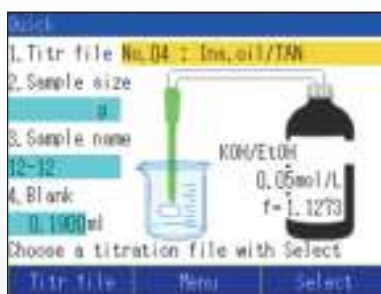 Quick
1. Titr file No.04 : Ins.oil/TAN
2. Sample size
g
3. Sample name
12-12
4. Blank
0.1900ml
KOH/EtOH
0.05mol/L
f= 1.1273
Choose a titration file with Select
Titr file Menu Select